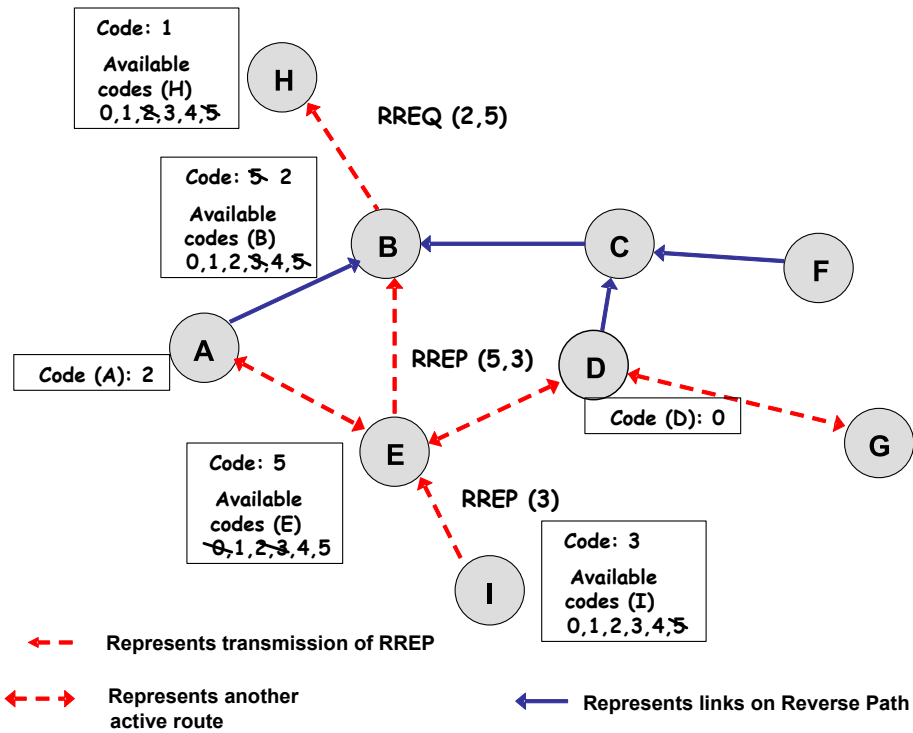 Code: 1
Available
codes (H)
0,1,2,3,4,5
H
RREQ (2,5)
Code: 5 2
Available
codes (B)
0,1,2,3,4,5
B
C
F
A
Code (A): 2
RREP (5,3)
D
Code (D): 0
G
E
Code: 5
Available
codes (E)
0,1,2,3,4,5
RREP (3)
I
Code: 3
Available
codes (I)
0,1,2,3,4,5
Represents transmission of RREP
Represents another
active route
Represents links on Reverse Path